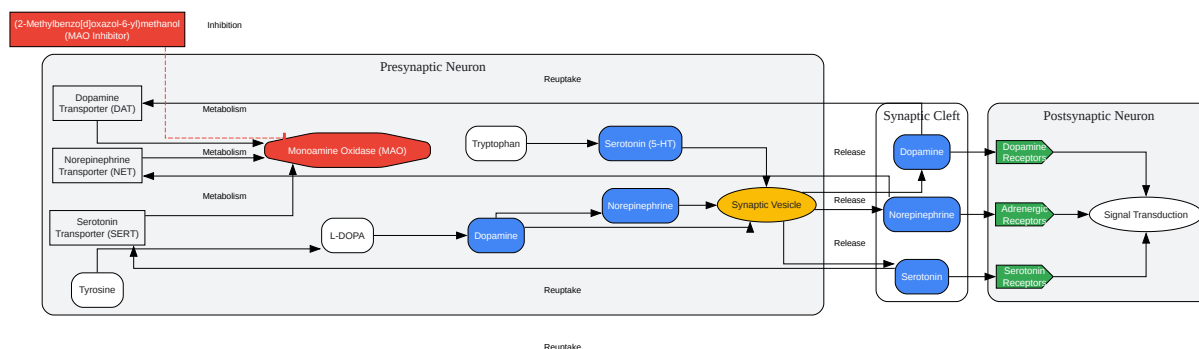 (2-Methylbenzo[d]oxazol-6-yl)methanol
(MAO Inhibitor)
Inhibition
Presynaptic Neuron
Reuptake
Dopamine
Transporter (DAT)
Metabolism
Synaptic Cleft
Postsynaptic Neuron
Monoamine Oxidase (MAO)
Tryptophan
Serotonin (5-HT)
Release
Dopamine
Dopamine
Receptors
Norepinephrine
Transporter (NET)
Metabolism
Metabolism
Norepinephrine
Synaptic Vesicle
Release
Norepinephrine
Adrenergic
Receptors
Signal Transduction
Serotonin
Transporter (SERT)
L-DOPA
Dopamine
Release
Serotonin
Serotonin
Receptors
Tyrosine
Reuptake
Reuptake